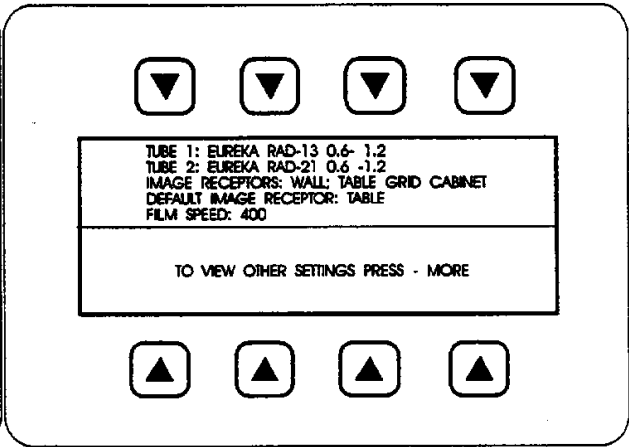 TUBE 1: EUREKA RAD-13 0.6- 1.2
TUBE 2: EUREKA RAD-21 0.6 -1.2
IMAGE RECEPTORS: WALL; TABLE GRID CABINET
DEFAULT IMAGE RECEPTOR: TABLE
FILM SPEED: 400
TO VIEW OTHER SETTINGS PRESS - MORE